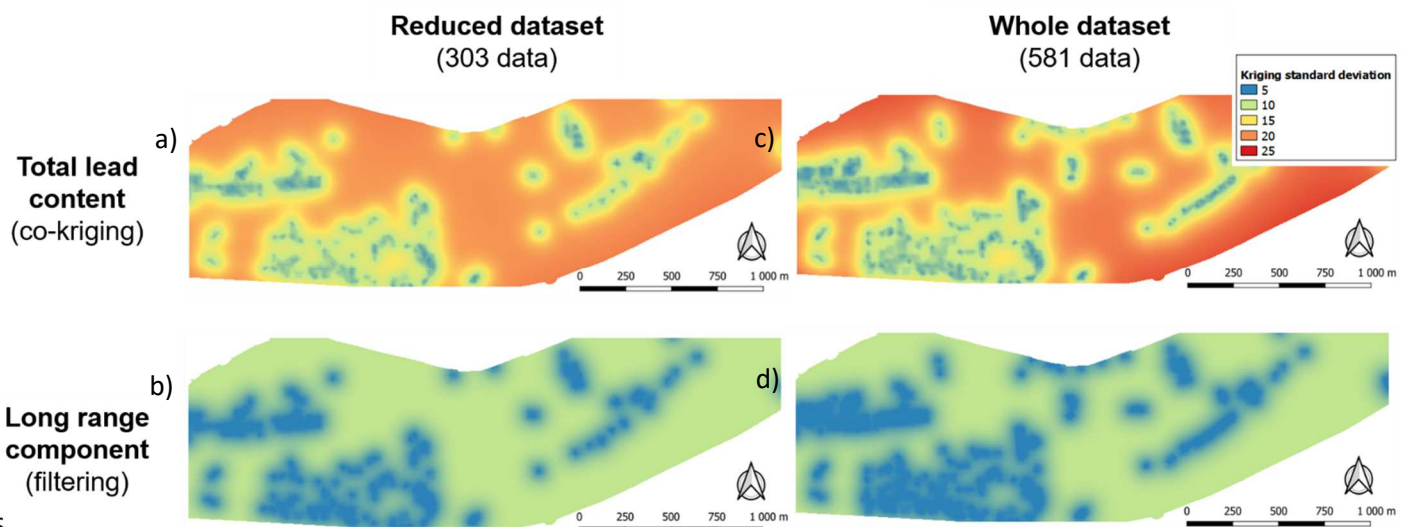 Reduced dataset
(303 data)
Whole dataset
(581 data)
Kriging standard deviation
5
10
15
20
25
Total lead
content
(co-kriging)
a)
0 250 500 750 1 000 m
c)
0 250 500 750 1 000 m
Long range
component
(filtering)
b)
0 250 500 750 1 000 m
d)
0 250 500 750 1 000 m